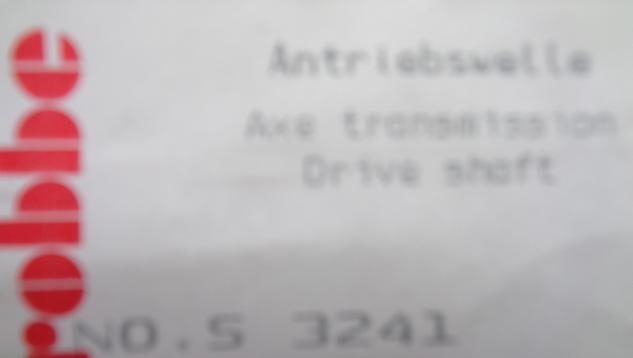 robbe
Antriebswelle
Axe transmission
Drive shaft
NO.S 3241